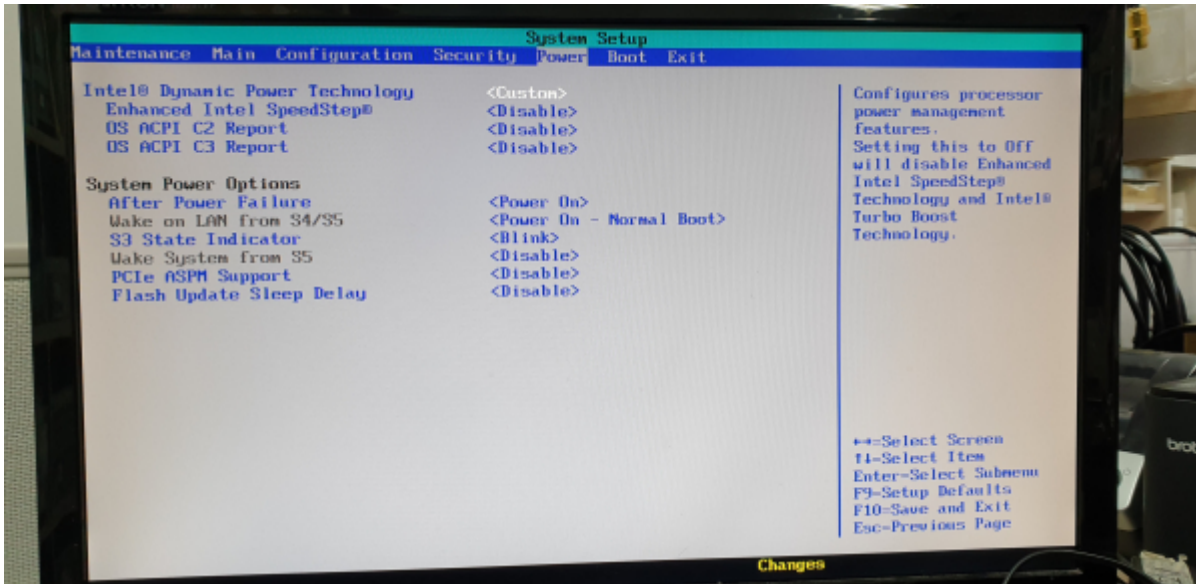 System Setup
Maintenance Main Configuration Security Power Boot Exit
Intel® Dynamic Power Technology <Custom>
Enhanced Intel SpeedStep® <Disable>
OS ACPI C2 Report <Disable>
OS ACPI C3 Report <Disable>
System Power Options
After Power Failure <Power On>
Wake on LAN from S4/S5 <Power On - Normal Boot>
S3 State Indicator <Blink>
Wake System from S5 <Disable>
PCIe ASPM Support <Disable>
Flash Update Sleep Delay <Disable>
Configures processor
power management
features.
Setting this to Off
will disable Enhanced
Intel SpeedStep®
Technology and Intel®
Turbo Boost
Technology.
←→=Select Screen
↑↓=Select Item
Enter=Select Submenu
F9=Setup Defaults
F10=Save and Exit
Esc=Previous Page
Changes